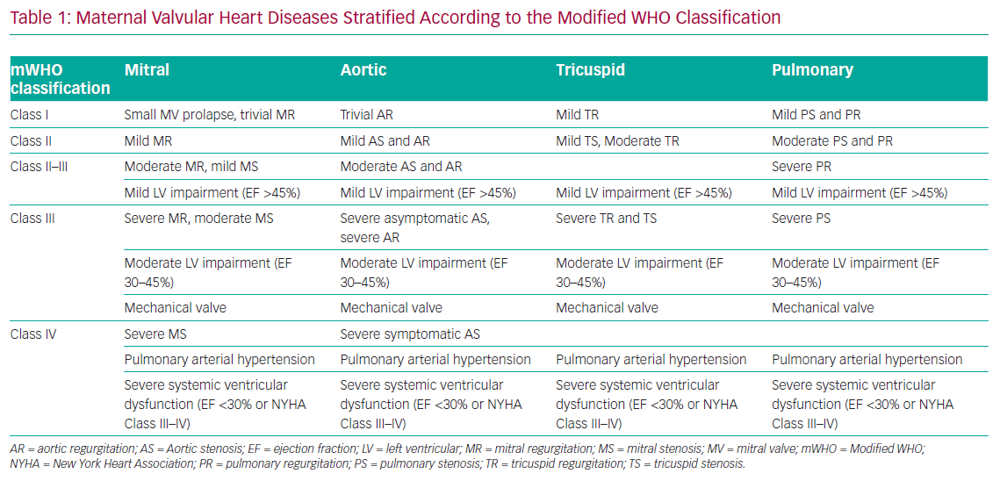 Table 1: Maternal Valvular Heart Diseases Stratified According to the Modified WHO Classification
mWHO classification Mitral Aortic Tricuspid Pulmonary
Class I Small MV prolapse, trivial MR Trivial AR Mild TR Mild PS and PR
Class II Mild MR Mild AS and AR Mild TS, Moderate TR Moderate PS and PR
Class II–III Moderate MR, mild MS Moderate AS and AR Severe PR
Mild LV impairment (EF >45%) Mild LV impairment (EF >45%) Mild LV impairment (EF >45%) Mild LV impairment (EF >45%)
Class III Severe MR, moderate MS Severe asymptomatic AS, severe AR Severe TR and TS Severe PS
Moderate LV impairment (EF 30–45%) Moderate LV impairment (EF 30–45%) Moderate LV impairment (EF 30–45%) Moderate LV impairment (EF 30–45%)
Mechanical valve Mechanical valve Mechanical valve Mechanical valve
Class IV Severe MS Severe symptomatic AS
Pulmonary arterial hypertension Pulmonary arterial hypertension Pulmonary arterial hypertension Pulmonary arterial hypertension
Severe systemic ventricular dysfunction (EF <30% or NYHA Class III–IV) Severe systemic ventricular dysfunction (EF <30% or NYHA Class III–IV) Severe systemic ventricular dysfunction (EF <30% or NYHA Class III–IV) Severe systemic ventricular dysfunction (EF <30% or NYHA Class III–IV)
AR = aortic regurgitation; AS = Aortic stenosis; EF = ejection fraction; LV = left ventricular; MR = mitral regurgitation; MS = mitral stenosis; MV = mitral valve; mWHO = Modified WHO;
NYHA = New York Heart Association; PR = pulmonary regurgitation; PS = pulmonary stenosis; TR = tricuspid regurgitation; TS = tricuspid stenosis.